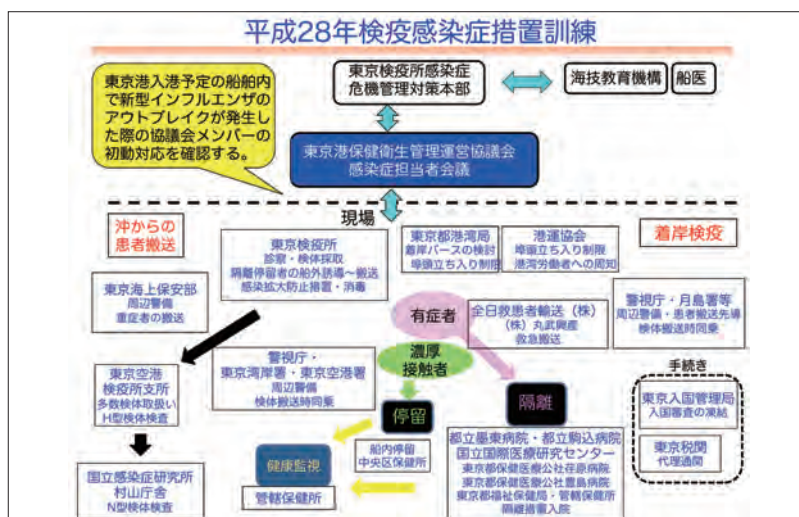 平成28年検疫感染症措置訓練
東京港入港予定の船舶内
で新型インフルエンザの
アウトブレイクが発生し
た際の協議会メンバーの
初動対応を確認する。
東京検疫所感染症
危機管理対策本部
海技教育機構
船医
東京港保健衛生管理運営協議会
感染症担当者会議
現場
沖からの
患者搬送
東京検疫所
診察・検体採取
隔離停留者の船外誘導〜搬送
感染拡大防止措置・消毒
東京都港湾局
着岸バースの検討
埠頭立ち入り制限
港運協会
埠頭立ち入り制限
港湾労働者への周知
着岸検疫
東京海上保安部
周辺警備
重症者の搬送
有症者
全日救患者輸送(株)
(株)丸武興産
救急搬送
警視庁・月島署等
周辺警備・患者搬送先導
検体搬送時同乗
東京空港
検疫所支所
多数検体取扱い
H型検体検査
警視庁・
東京湾岸署・東京空港署
周辺警備
検体搬送時同乗
濃厚
接触者
手続き
東京入国管理局
入国審査の凍結
東京税関
代理通関
停留
隔離
船内停留
中央区保健所
都立墨東病院・都立駒込病院
国立国際医療研究センター
東京都保健医療公社荏原病院
東京都保健医療公社豊島病院
東京都福祉保健局・管轄保健所
隔離措置入院
健康監視
管轄保健所
国立感染症研究所
村山庁舎
N型検体検査